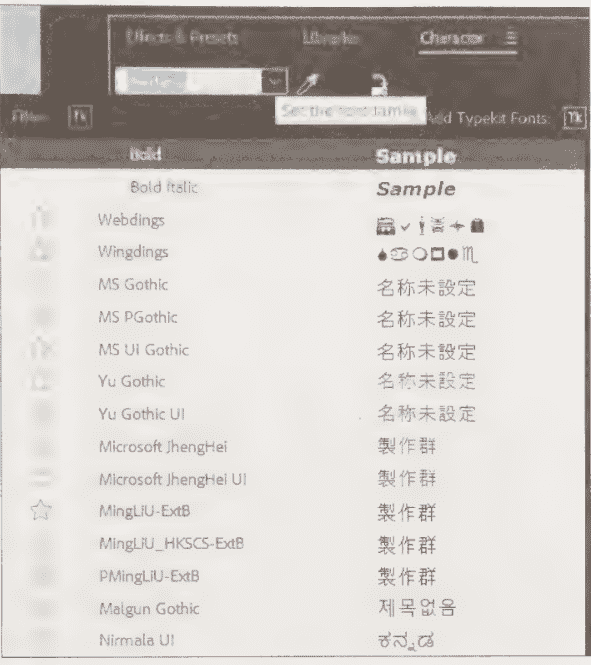 Effects & Presets Libraries Character
Set the font family
Filter: Add Typekit Fonts:
Bold Sample
Bold Italic Sample
Webdings
Wingdings
MS Gothic 名称未設定
MS PGothic 名称未設定
MS UI Gothic 名称未設定
Yu Gothic 名称未設定
Yu Gothic UI 名称未設定
Microsoft JhengHei 製作群
Microsoft JhengHei UI 製作群
MingLiU-ExtB 製作群
MingLiU_HKSCS-ExtB 製作群
PMingLiU-ExtB 製作群
Malgun Gothic 제목없음
Nirmala UI ಕನ್ನಡ